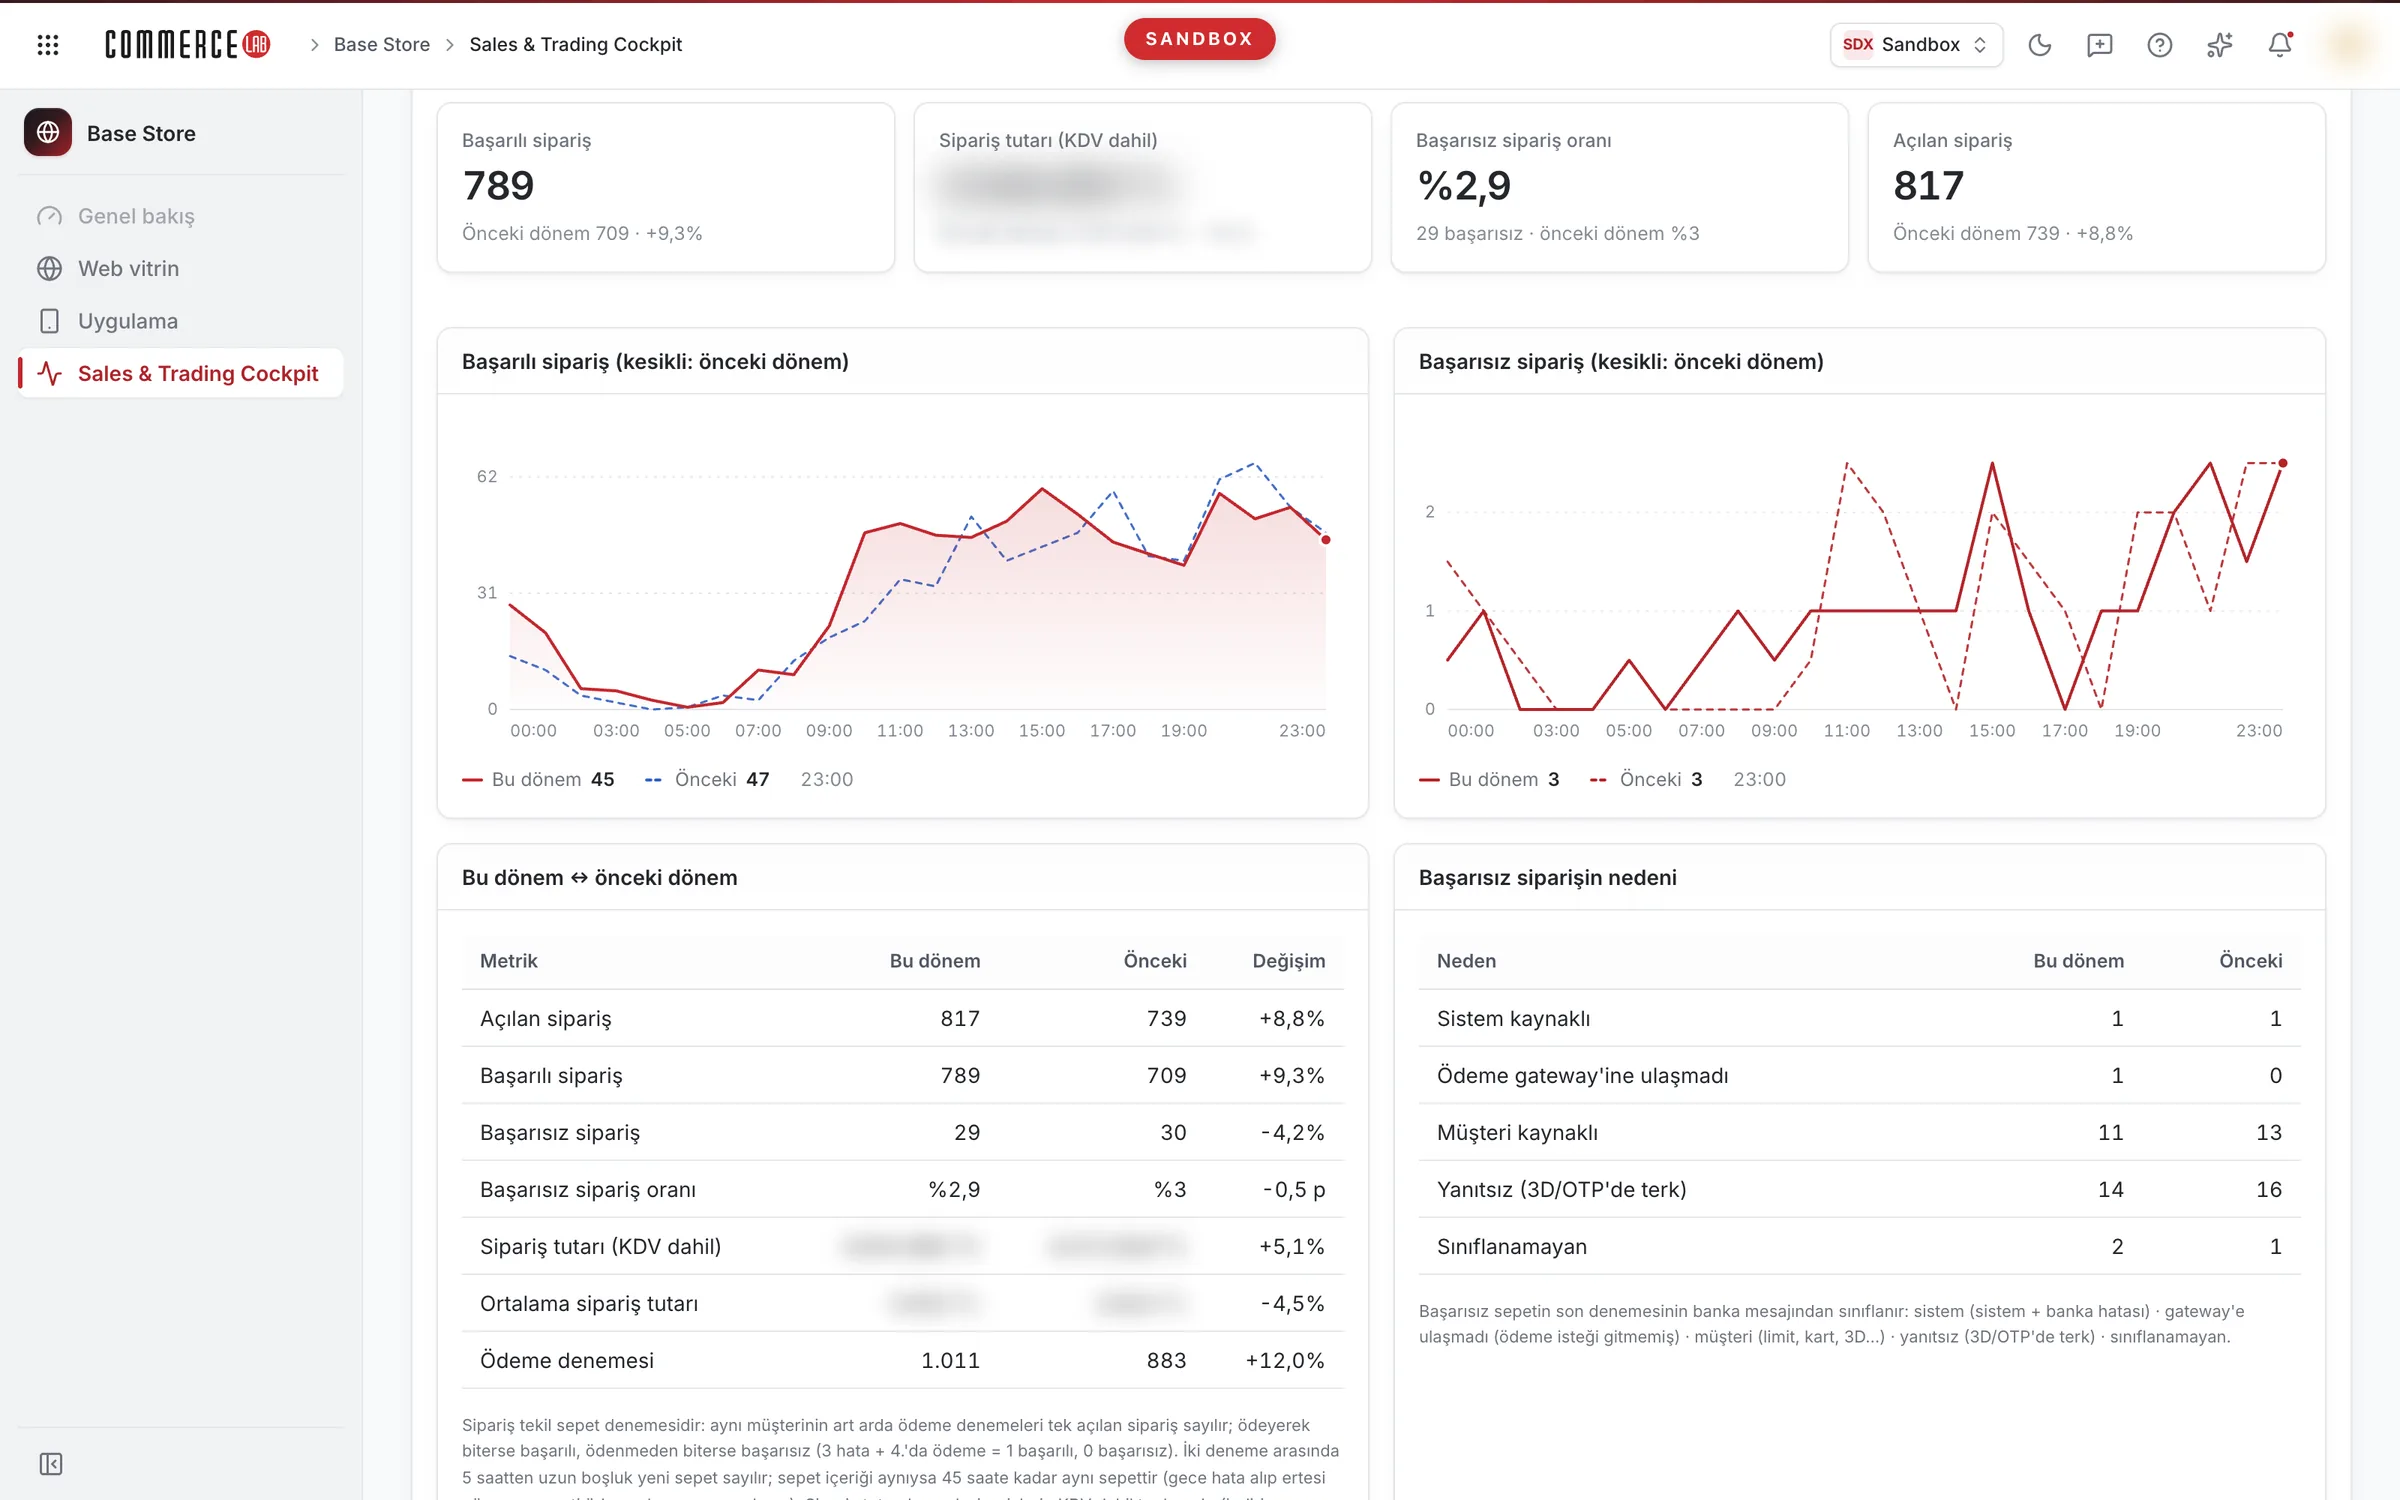 COMMERCE LAB
Base Store
Sales & Trading Cockpit
SANDBOX
SDX Sandbox
Base Store
Genel bakış
Web vitrin
Uygulama
Sales & Trading Cockpit
Başarılı sipariş
789
Önceki dönem 709 · +9,3%
Sipariş tutarı (KDV dahil)
Başarısız sipariş oranı
%2,9
29 başarısız · önceki dönem %3
Açılan sipariş
817
Önceki dönem 739 · +8,8%
Başarılı sipariş (kesikli: önceki dönem)
62
31
0
00:00 03:00 05:00 07:00 09:00 11:00 13:00 15:00 17:00 19:00 23:00
Bu dönem 45 Önceki 47 23:00
Başarısız sipariş (kesikli: önceki dönem)
2
1
0
00:00 03:00 05:00 07:00 09:00 11:00 13:00 15:00 17:00 19:00 23:00
Bu dönem 3 Önceki 3 23:00
Bu dönem ↔ önceki dönem
Metrik Bu dönem Önceki Değişim
Açılan sipariş 817 739 +8,8%
Başarılı sipariş 789 709 +9,3%
Başarısız sipariş 29 30 -4,2%
Başarısız sipariş oranı %2,9 %3 -0,5 p
Sipariş tutarı (KDV dahil) +5,1%
Ortalama sipariş tutarı -4,5%
Ödeme denemesi 1.011 883 +12,0%
Sipariş tekil sepet denemesidir: aynı müşterinin art arda ödeme denemeleri tek açılan sipariş sayılır; ödeyerek
biterse başarılı, ödenmeden biterse başarısız (3 hata + 4.'da ödeme = 1 başarılı, 0 başarısız). İki deneme arasında
5 saatten uzun boşluk yeni sepet sayılır; sepet içeriği aynıysa 45 saate kadar aynı sepettir (gece hata alıp ertesi
Başarısız siparişin nedeni
Neden Bu dönem Önceki
Sistem kaynaklı 1 1
Ödeme gateway'ine ulaşmadı 1 0
Müşteri kaynaklı 11 13
Yanıtsız (3D/OTP'de terk) 14 16
Sınıflanamayan 2 1
Başarısız sepetin son denemesinin banka mesajından sınıflanır: sistem (sistem + banka hatası) · gateway'e
ulaşmadı (ödeme isteği gitmemiş) · müşteri (limit, kart, 3D...) · yanıtsız (3D/OTP'de terk) · sınıflanamayan.